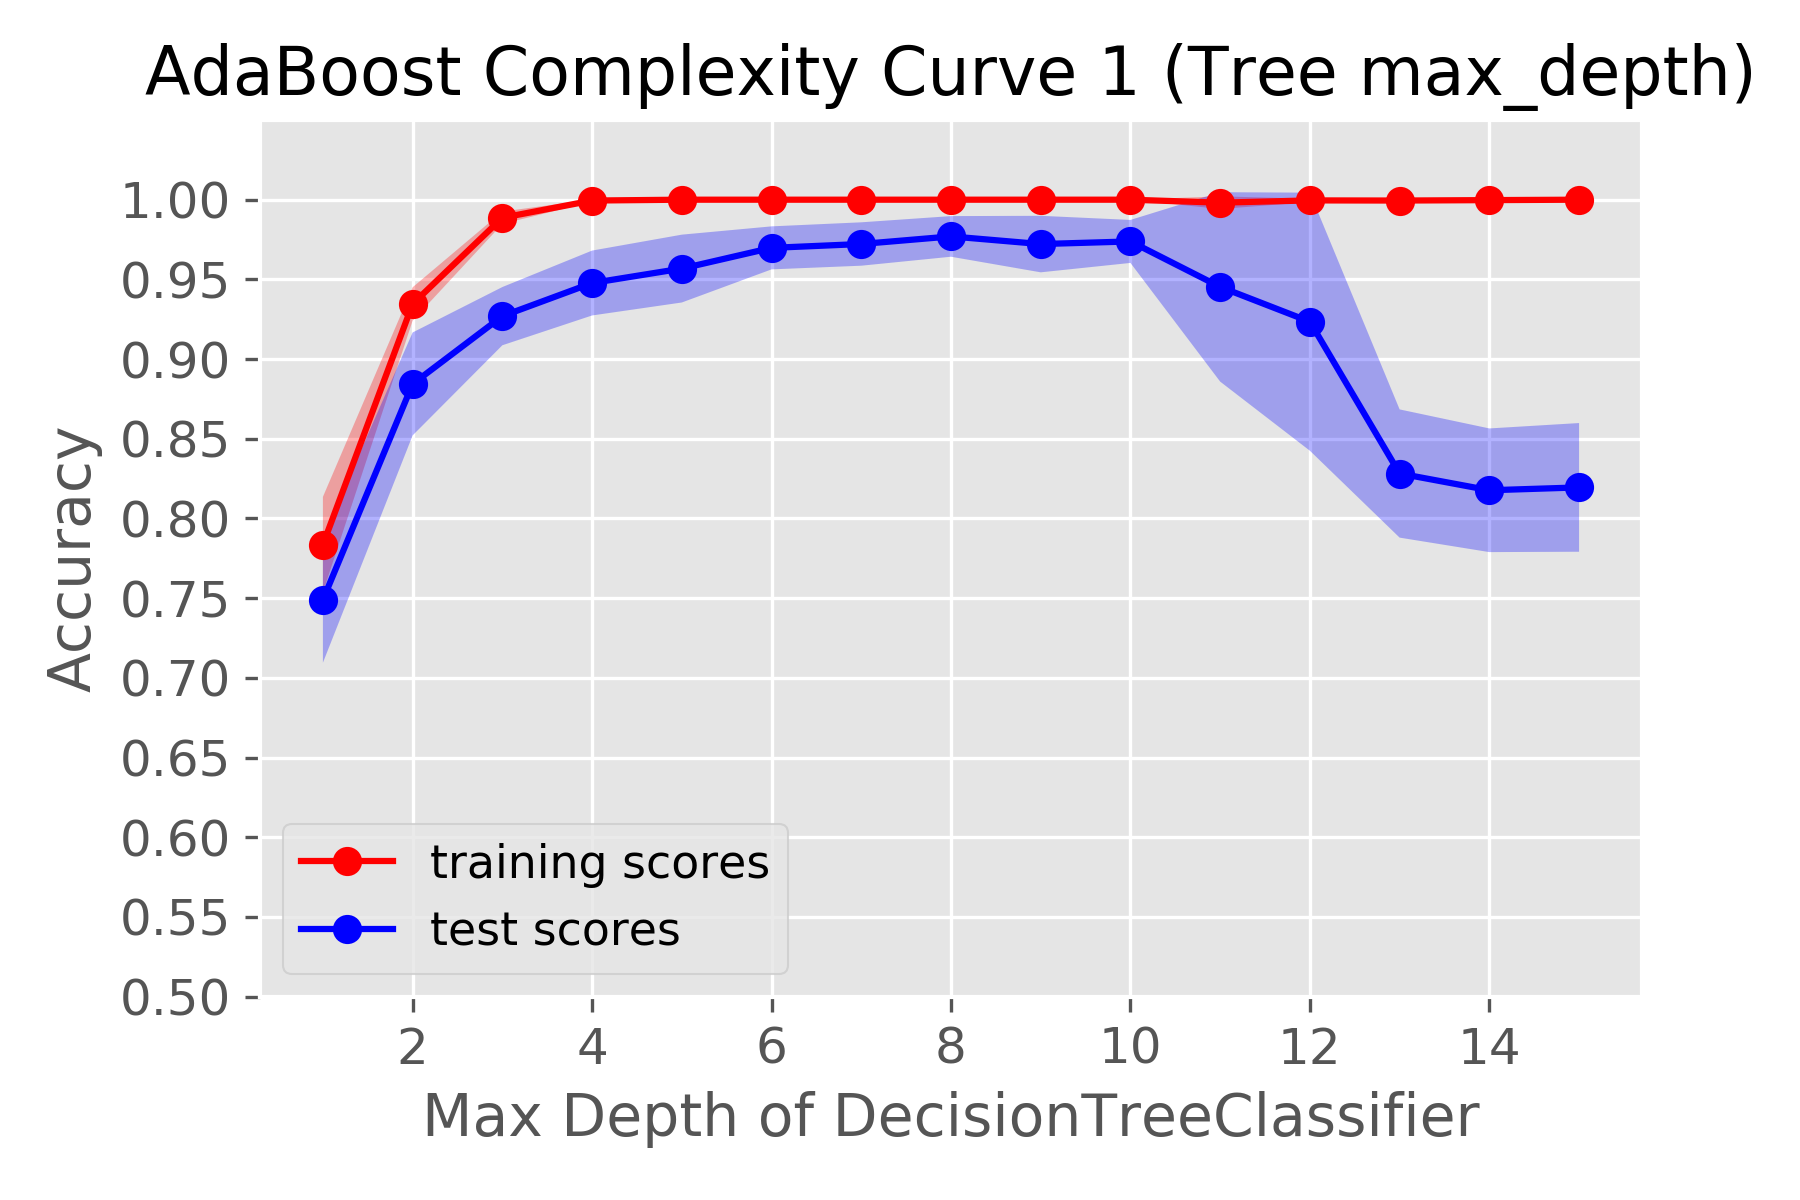 AdaBoost Complexity Curve 1 (Tree max_depth)
1.00
0.95
0.90
0.85
0.80
0.75
0.70
0.65
0.60
0.55
0.50
Accuracy
training scores
test scores
2 4 6 8 10 12 14
Max Depth of DecisionTreeClassifier